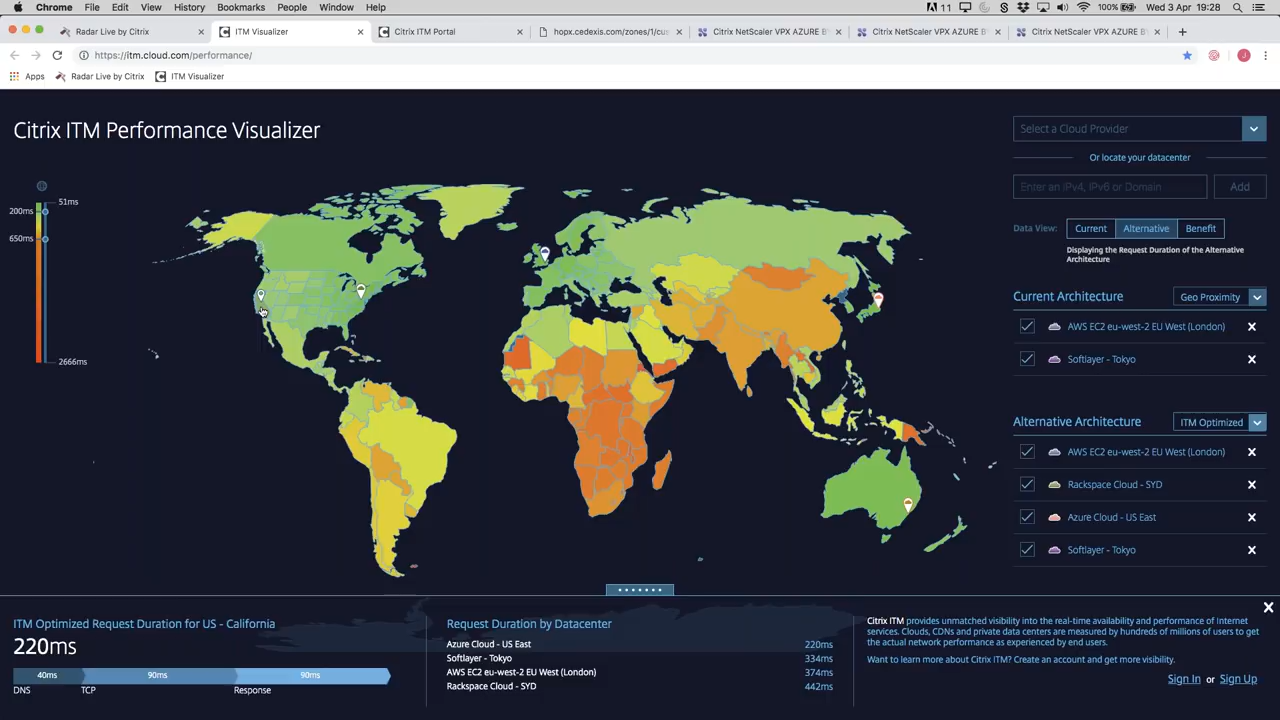 Chrome File Edit View History Bookmarks People Window Help 11 100% Wed 3 Apr 19:28
Radar Live by Citrix × ITM Visualizer × Citrix ITM Portal × hopx.cedexis.com/zones/1/cus × Citrix NetScaler VPX AZURE B × Citrix NetScaler VPX AZURE B × Citrix NetScaler VPX AZURE B × +
https://itm.cloud.com/performance/ J
Apps Radar Live by Citrix ITM Visualizer
Citrix ITM Performance Visualizer
Select a Cloud Provider
Or locate your datacenter
Enter an IPv4, IPv6 or Domain Add
51ms
200ms
650ms
2666ms
Data View: Current Alternative Benefit
Displaying the Request Duration of the Alternative
Architecture
Current Architecture Geo Proximity
AWS EC2 eu-west-2 EU West (London) ×
Softlayer - Tokyo ×
Alternative Architecture ITM Optimized
AWS EC2 eu-west-2 EU West (London) ×
Rackspace Cloud - SYD ×
Azure Cloud - US East ×
Softlayer - Tokyo ×
ITM Optimized Request Duration for US - California
220ms
40ms 90ms 90ms
DNS TCP Response
Request Duration by Datacenter
Azure Cloud - US East 220ms
Softlayer - Tokyo 334ms
AWS EC2 eu-west-2 EU West (London) 374ms
Rackspace Cloud - SYD 442ms
Citrix ITM provides unmatched visibility into the real-time availability and performance of Internet
services. Clouds, CDNs and private data centers are measured by hundreds of millions of users to get
the actual network performance as experienced by end users.
Want to learn more about Citrix ITM? Create an account and get more visibility.
Sign In or Sign Up